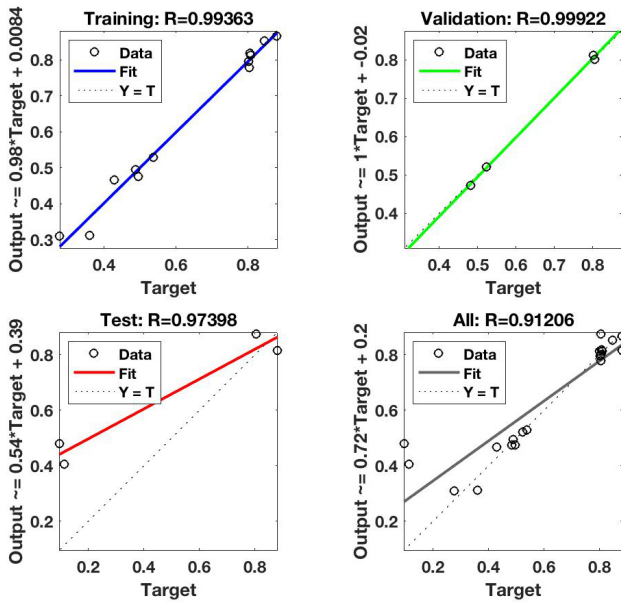 Training: R=0.99363
Output ~= 0.98*Target + 0.0084
0.8
0.7
0.6
0.5
0.4
0.3
Data
Fit
Y = T
0.4
0.6
0.8
Target
Validation: R=0.99922
Output ~= 1*Target + -0.02
0.8
0.7
0.6
0.5
0.4
Data
Fit
Y = T
0.4
0.5
0.6
0.7
0.8
Target
Test: R=0.97398
Output ~= 0.54*Target + 0.39
0.8
0.6
0.4
0.2
Data
Fit
Y = T
0.2
0.4
0.6
0.8
Target
All: R=0.91206
Output ~= 0.72*Target + 0.2
0.8
0.6
0.4
0.2
Data
Fit
Y = T
0.2
0.4
0.6
0.8
Target